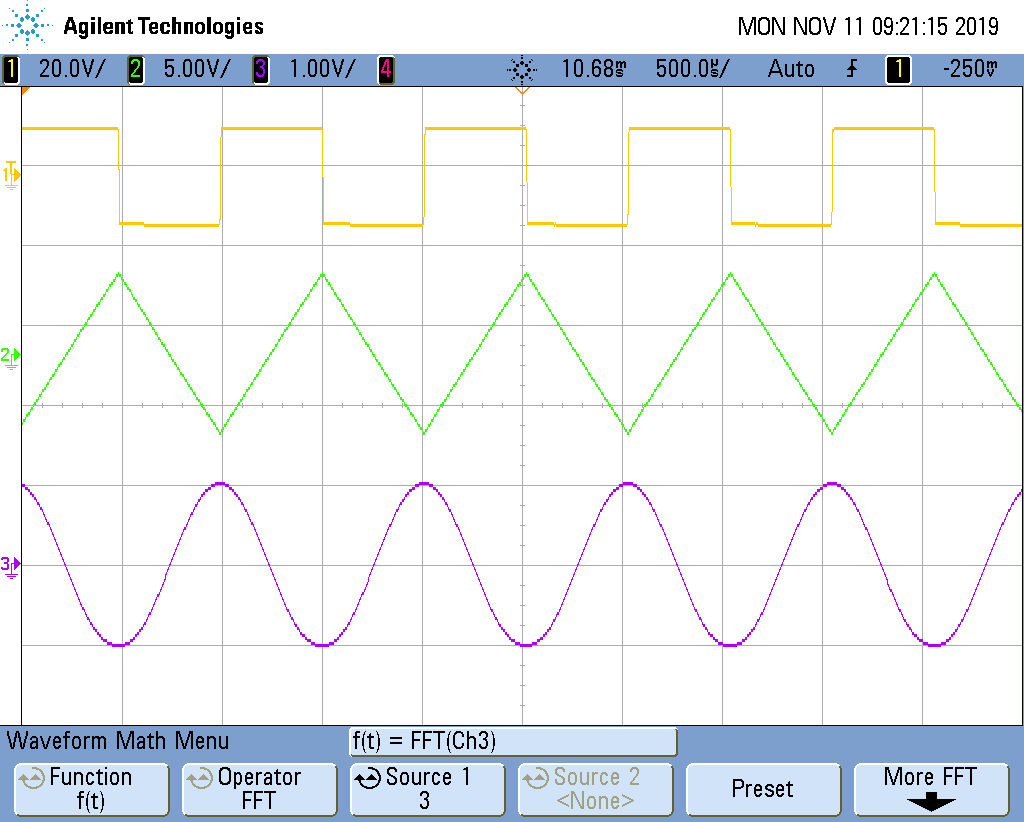 Agilent Technologies MON NOV 11 09:21:15 2019
1 20.0V/ 2 5.00V/ 3 1.00V/ 4 10.68ms 500.0µs/ Auto 1 -250mV
1 T
2
3
Waveform Math Menu f(t) = FFT(Ch3)
Function Operator Source 1 Source 2 Preset More FFT
f(t) FFT 3 <None>